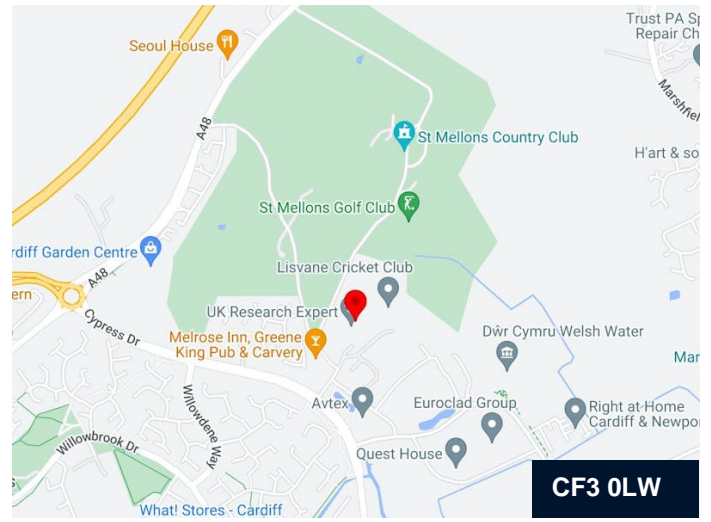 Trust PA Sp
Repair Ch
Seoul House
Marshfiel
A48
St Mellons Country Club
H'art & so
St Mellons Golf Club
rdiff Garden Centre
Lisvane Cricket Club
A48
ern
UK Research Expert
Cypress Dr
Melrose Inn, Greene
King Pub & Carvery
Dŵr Cymru Welsh Water
Mar
Willowdene Way
Avtex
Euroclad Group
Right at Home
Cardiff & Newpo
Willowbrook Dr
Quest House
What! Stores - Cardiff
CF3 0LW